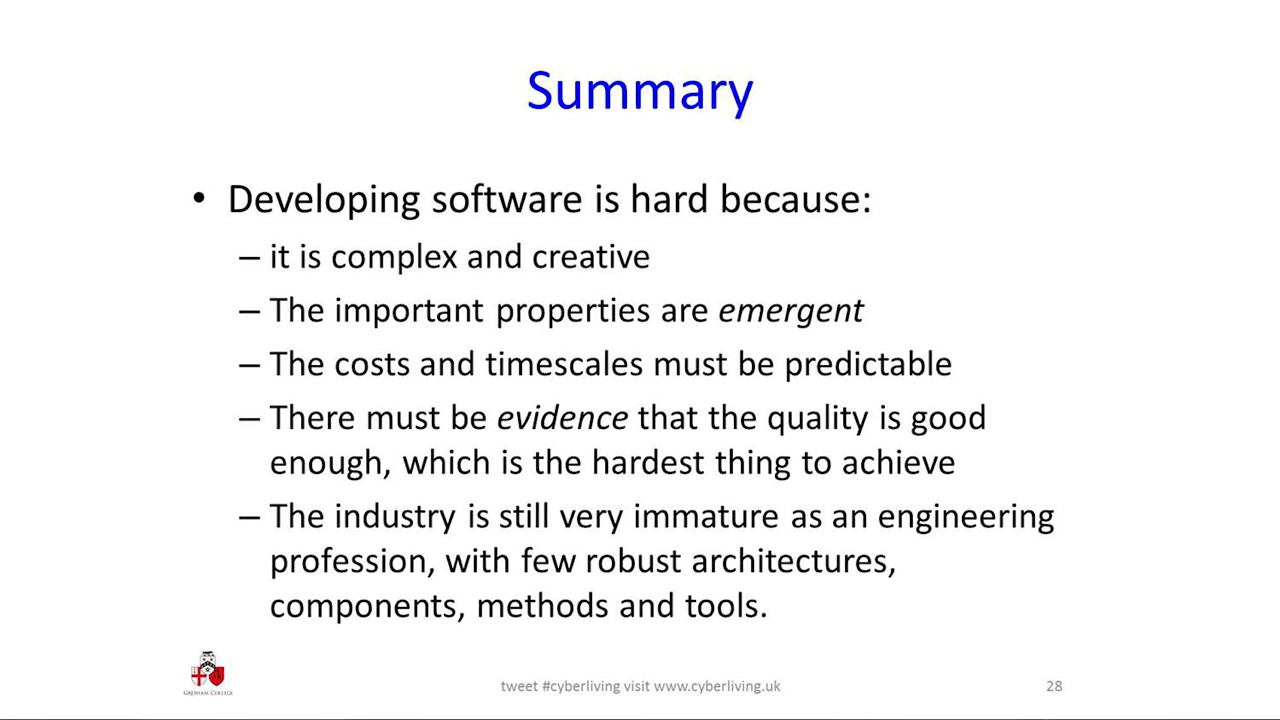 Summary
• Developing software is hard because:
– it is complex and creative
– The important properties are emergent
– The costs and timescales must be predictable
– There must be evidence that the quality is good
enough, which is the hardest thing to achieve
– The industry is still very immature as an engineering
profession, with few robust architectures,
components, methods and tools.
GRESHAM COLLEGE
tweet #cyberliving visit www.cyberliving.uk
28